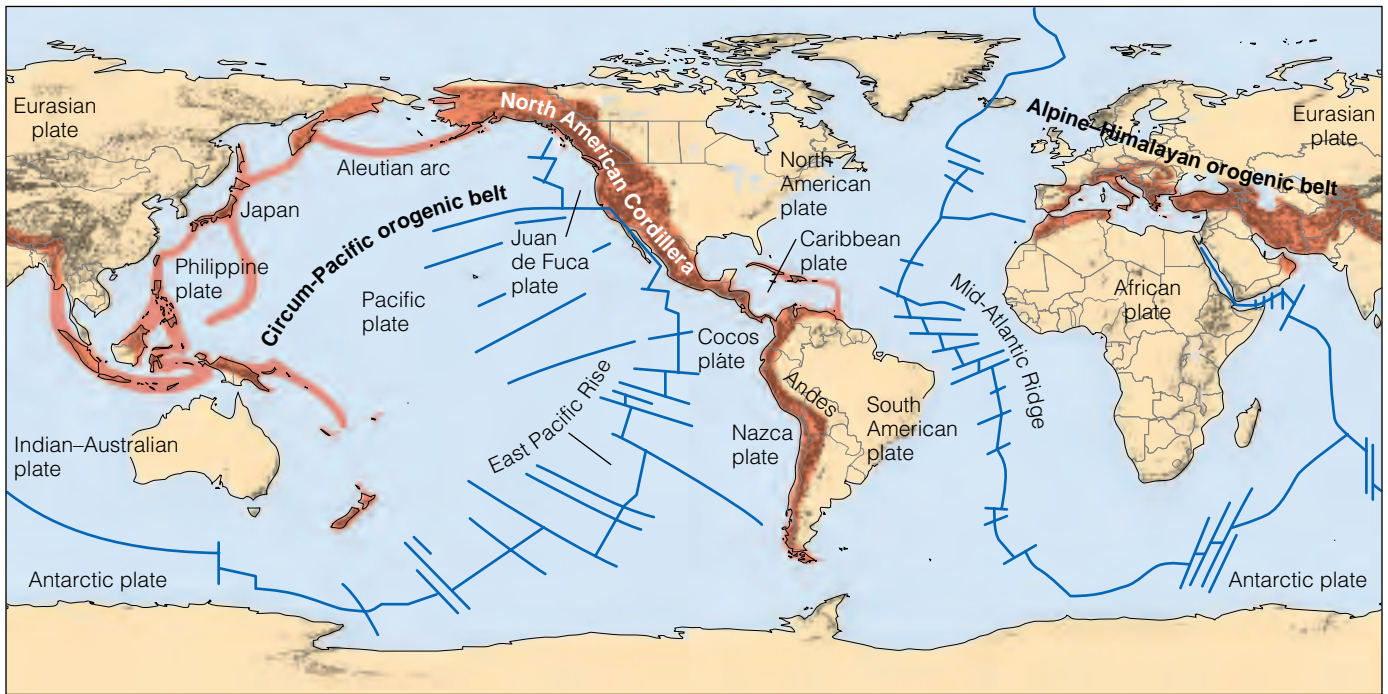 Eurasian
plate
Aleutian arc
Japan
Philippine
plate
Circum-Pacific orogenic belt
Pacific
plate
Juan
de Fuca
plate
North American Cordillera
North
American
plate
Caribbean
plate
Cocos
plate
East Pacific Rise
Nazca
plate
Andes
South
American
plate
Mid-Atlantic Ridge
Alpine–Himalayan orogenic belt
Eurasian
plate
African
plate
Indian–Australian
plate
Antarctic plate
Antarctic plate